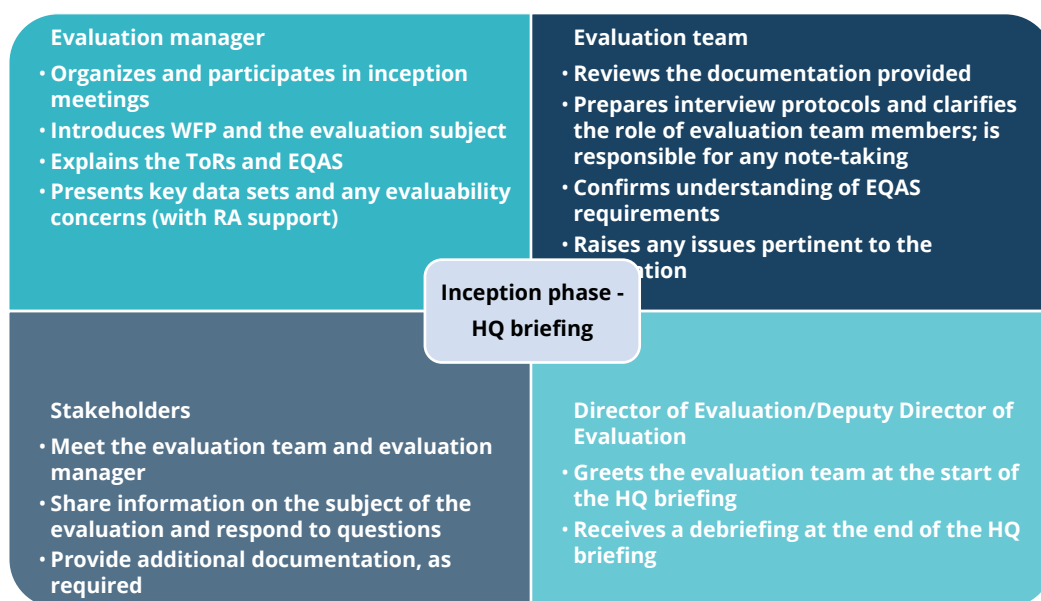 Evaluation manager
• Organizes and participates in inception
meetings
• Introduces WFP and the evaluation subject
• Explains the ToRs and EQAS
• Presents key data sets and any evaluability
concerns (with RA support)
Evaluation team
• Reviews the documentation provided
• Prepares interview protocols and clarifies
the role of evaluation team members; is
responsible for any note-taking
• Confirms understanding of EQAS
requirements
• Raises any issues pertinent to the
Inception phase -
HQ briefing
Stakeholders
• Meet the evaluation team and evaluation
manager
• Share information on the subject of the
evaluation and respond to questions
• Provide additional documentation, as
required
Director of Evaluation/Deputy Director of
Evaluation
• Greets the evaluation team at the start of
the HQ briefing
• Receives a debriefing at the end of the HQ
briefing